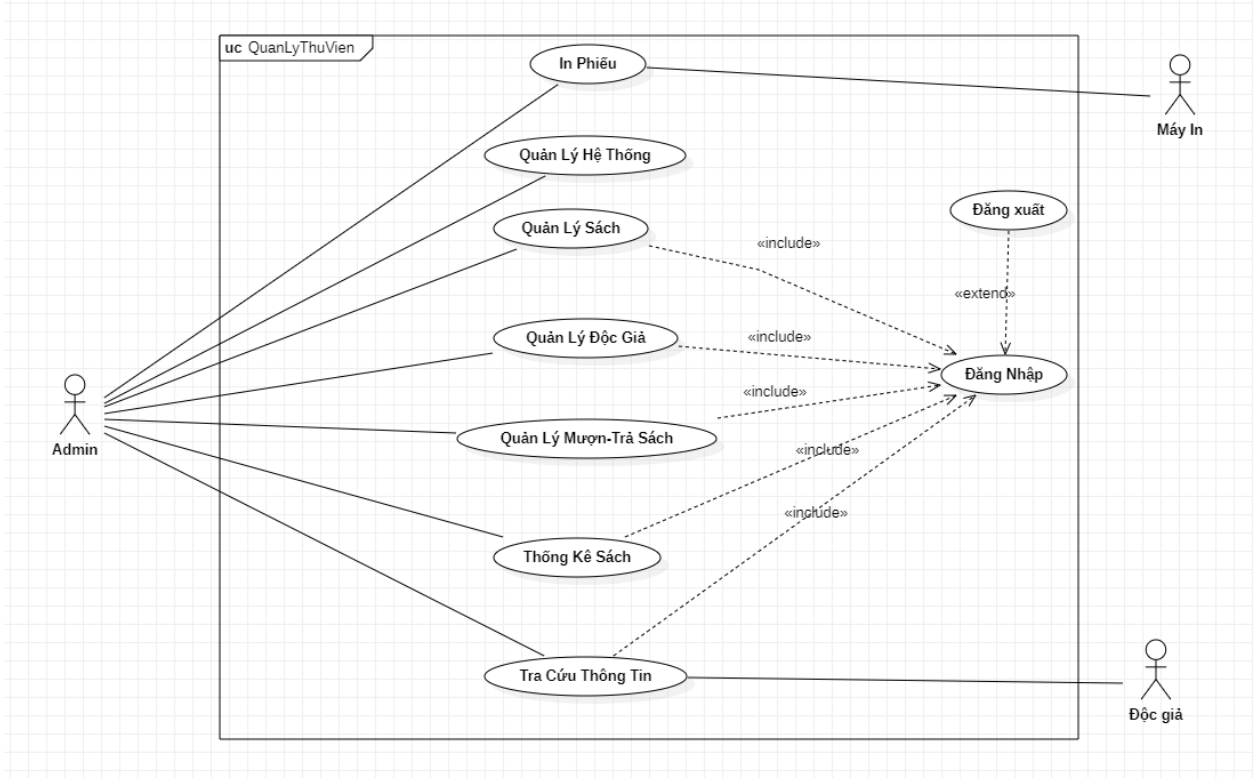 uc QuanLyThuVien
In Phiếu
Máy In
Quản Lý Hệ Thống
Đăng xuất
Quản Lý Sách
«include»
«extend»
Quản Lý Độc Giả
«include»
Đăng Nhập
«include»
Admin
Quản Lý Mượn-Trả Sách
«include»
«include»
Thống Kê Sách
Tra Cứu Thông Tin
Độc giả